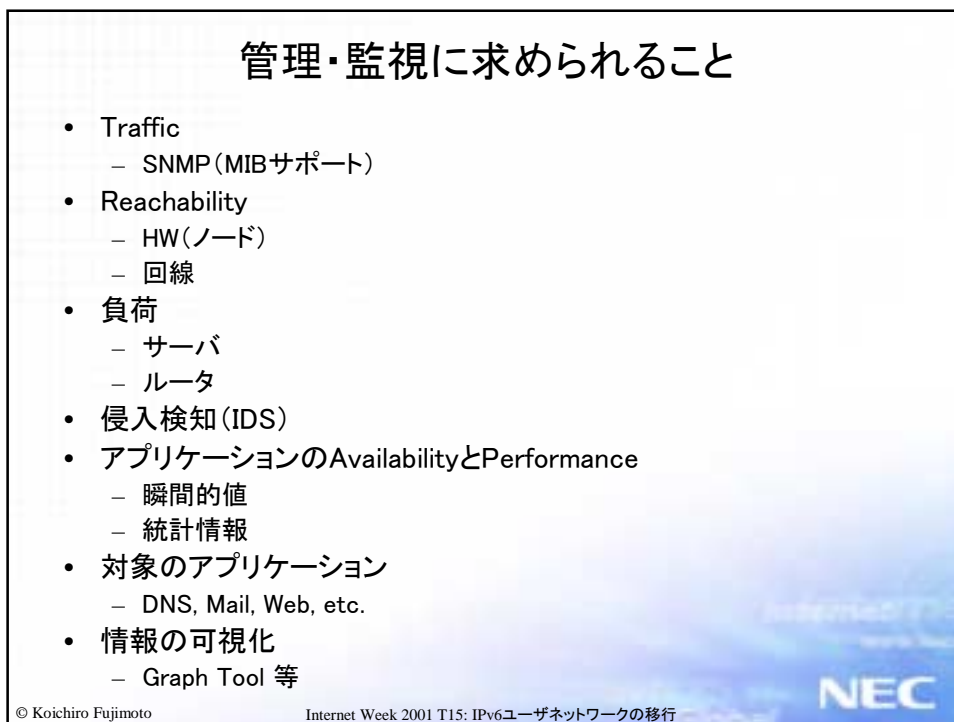 管理・監視に求められること
• Traffic
– SNMP(MIBサポート)
• Reachability
– HW(ノード)
– 回線
• 負荷
– サーバ
– ルータ
• 侵入検知(IDS)
• アプリケーションのAvailabilityとPerformance
– 瞬間的値
– 統計情報
• 対象のアプリケーション
– DNS, Mail, Web, etc.
• 情報の可視化
– Graph Tool 等
NEC
© Koichiro Fujimoto Internet Week 2001 T15: IPv6ユーザネットワークの移行